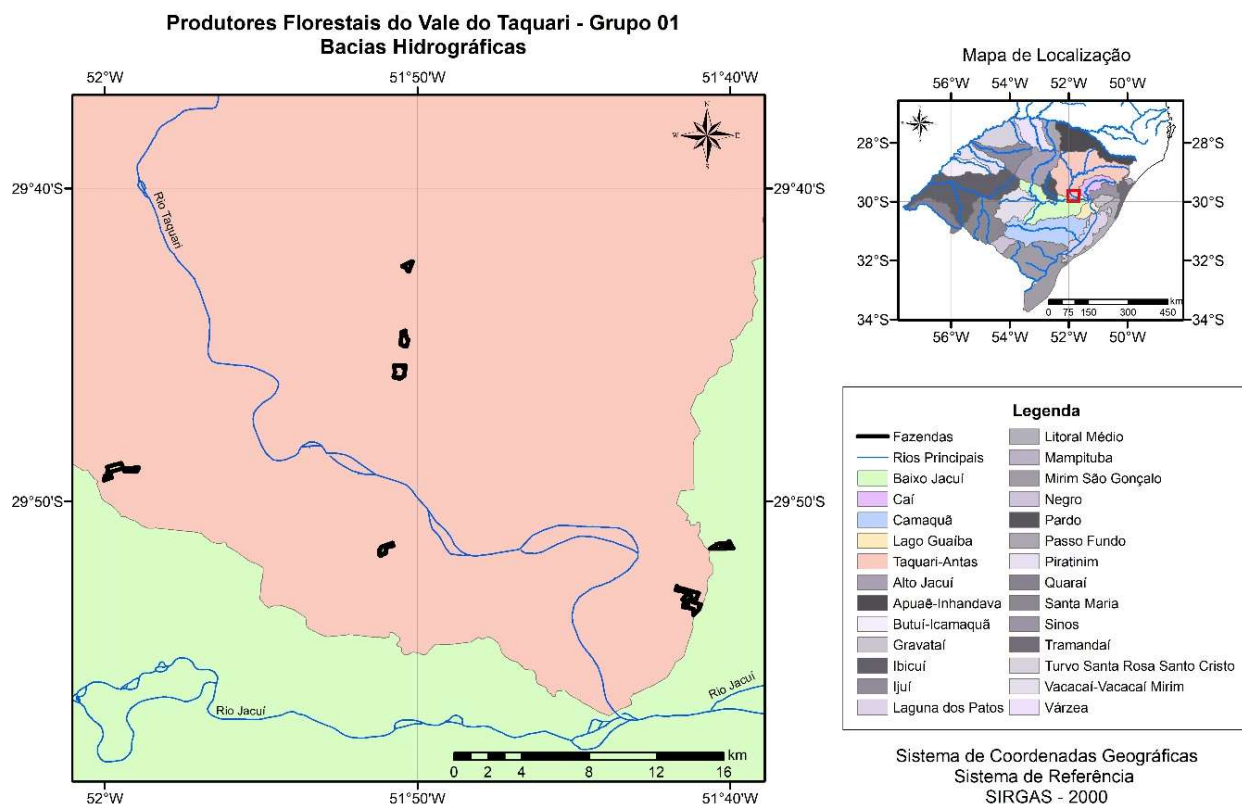 Produtores Florestais do Vale do Taquari - Grupo 01
Bacias Hidrográficas
52°W 51°50'W 51°40'W
N
W E
S
29°40'S 29°40'S
Rio Taquari
29°50'S 29°50'S
Rio Jacuí
Rio Jacuí
km
0 2 4 8 12 16
52°W 51°50'W 51°40'W
Mapa de Localização
56°W 54°W 52°W 50°W
28°S 28°S
30°S 30°S
32°S 32°S
km
0 75 150 300 450
34°S 34°S
56°W 54°W 52°W 50°W
Legenda
Fazendas
Rios Principais
Baixo Jacuí
Caí
Camaquã
Lago Guaíba
Taquari-Antas
Alto Jacuí
Apuaê-Inhandava
Butuí-Icamaquã
Gravataí
Ibicuí
Ijuí
Laguna dos Patos
Litoral Médio
Mampituba
Mirim São Gonçalo
Negro
Pardo
Passo Fundo
Piratinim
Quaraí
Santa Maria
Sinos
Tramandaí
Turvo Santa Rosa Santo Cristo
Vacacaí-Vacacaí Mirim
Várzea
Sistema de Coordenadas Geográficas
Sistema de Referência
SIRGAS - 2000